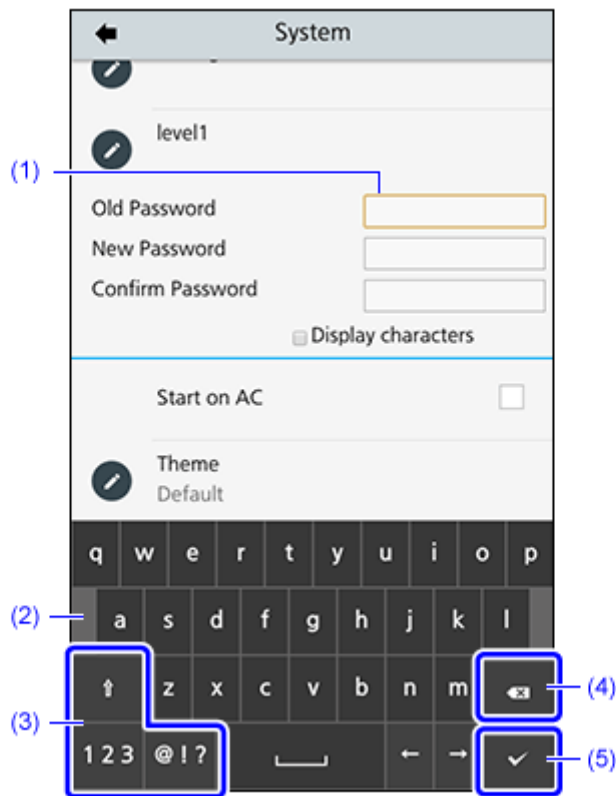 System
level1
(1)
Old Password
New Password
Confirm Password
Display characters
Start on AC
Theme
Default
q w e r t y u i o p
(2)
a s d f g h j k l
z x c v b n m
(4)
(3)
123 @!?
(5)